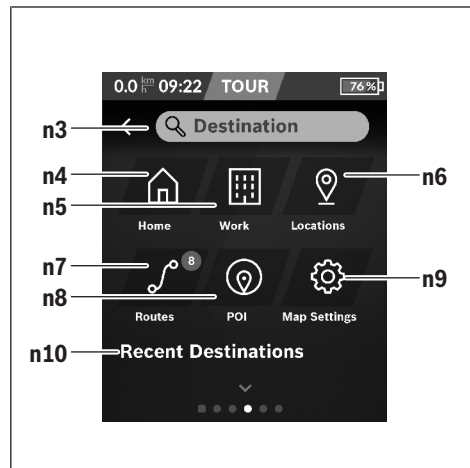 0.0 km/h 09:22 TOUR 76%
n3 Destination
n4 n6
n5
Home Work Locations
n7 8
n8 n9
Routes POI Map Settings
n10 Recent Destinations